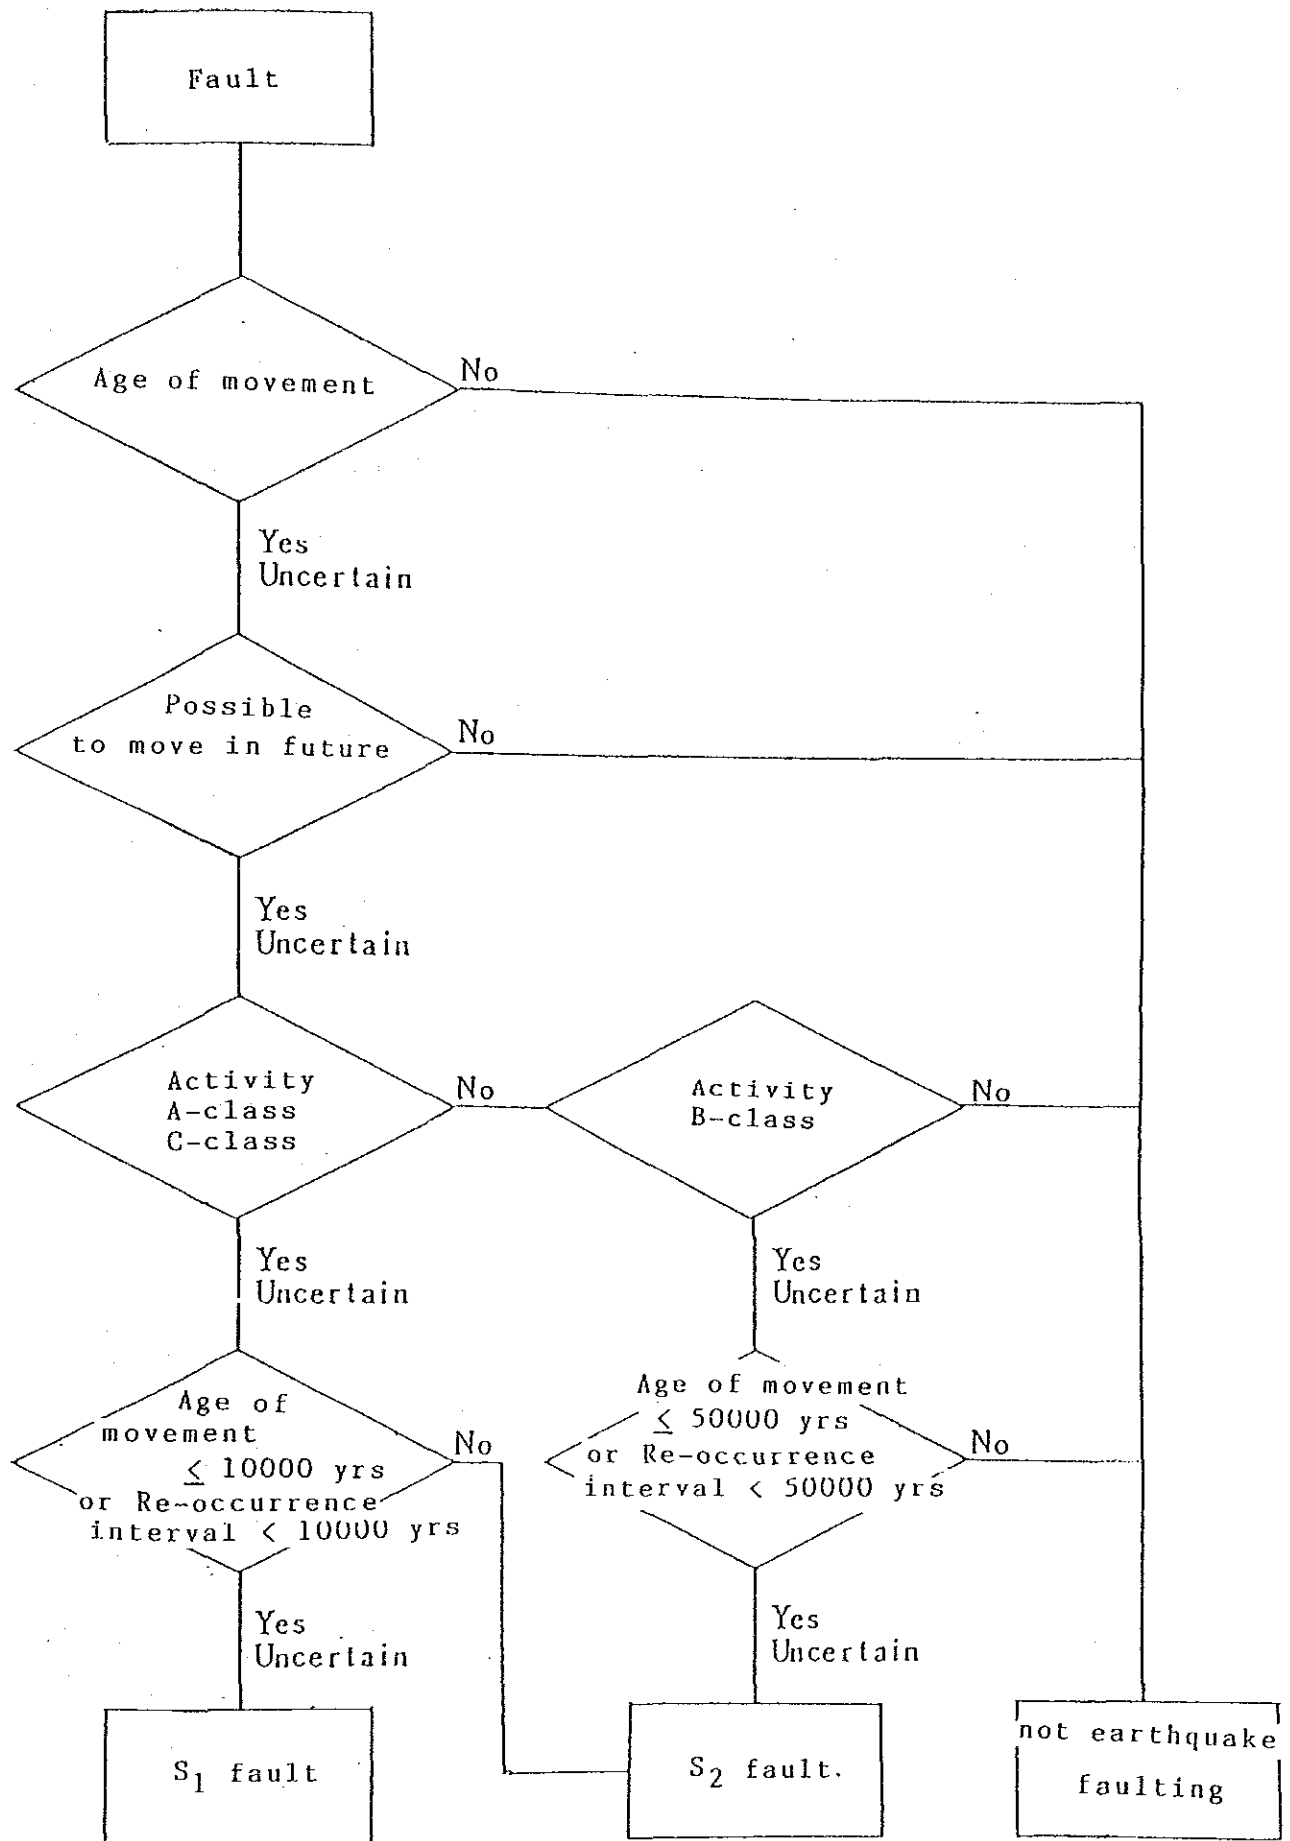 Fault
Age of movement
No
Yes
Uncertain
Possible
to move in future
No
Yes
Uncertain
Activity
A-class
C-class
No
Activity
B-class
No
Yes
Uncertain
Yes
Uncertain
Age of
movement
≤ 10000 yrs
or Re-occurrence
interval < 10000 yrs
No
Age of movement
≤ 50000 yrs
or Re-occurrence
interval < 50000 yrs
No
Yes
Uncertain
Yes
Uncertain
S₁ fault
S₂ fault.
not earthquake
faulting